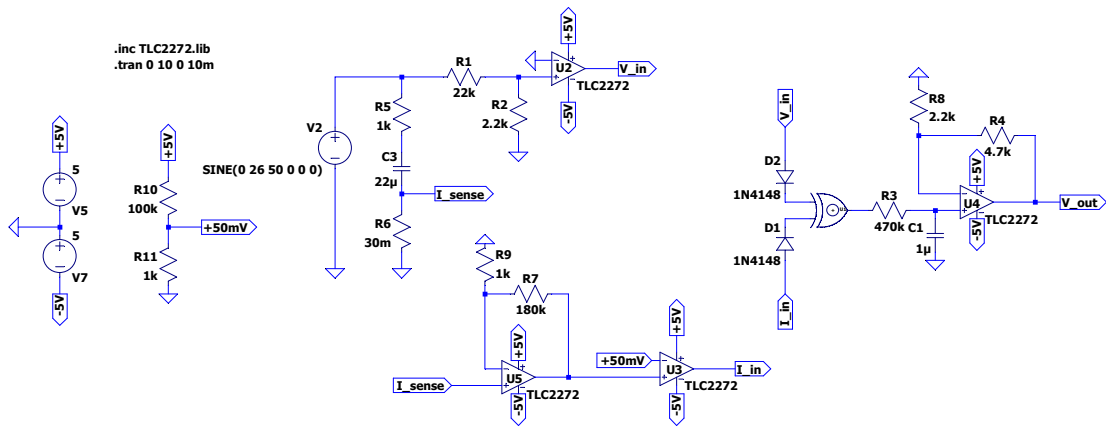 .inc TLC2272.lib
.tran 0 10 0 10m
+5V
5
V5
5
V7
-5V
+5V
R10
100k
+50mV
R11
1k
V2
SINE(0 26 50 0 0 0)
R1
22k
R5
1k
C3
22µ
I_sense
R6
30m
R2
2.2k
+5V
U2
TLC2272
-5V
V_in
R9
1k
R7
180k
I_sense
+5V
U5
TLC2272
-5V
+50mV
+5V
U3
TLC2272
-5V
I_in
V_in
D2
1N4148
D1
1N4148
I_in
R3
470k
C1
1µ
R8
2.2k
R4
4.7k
+5V
U4
TLC2272
-5V
V_out